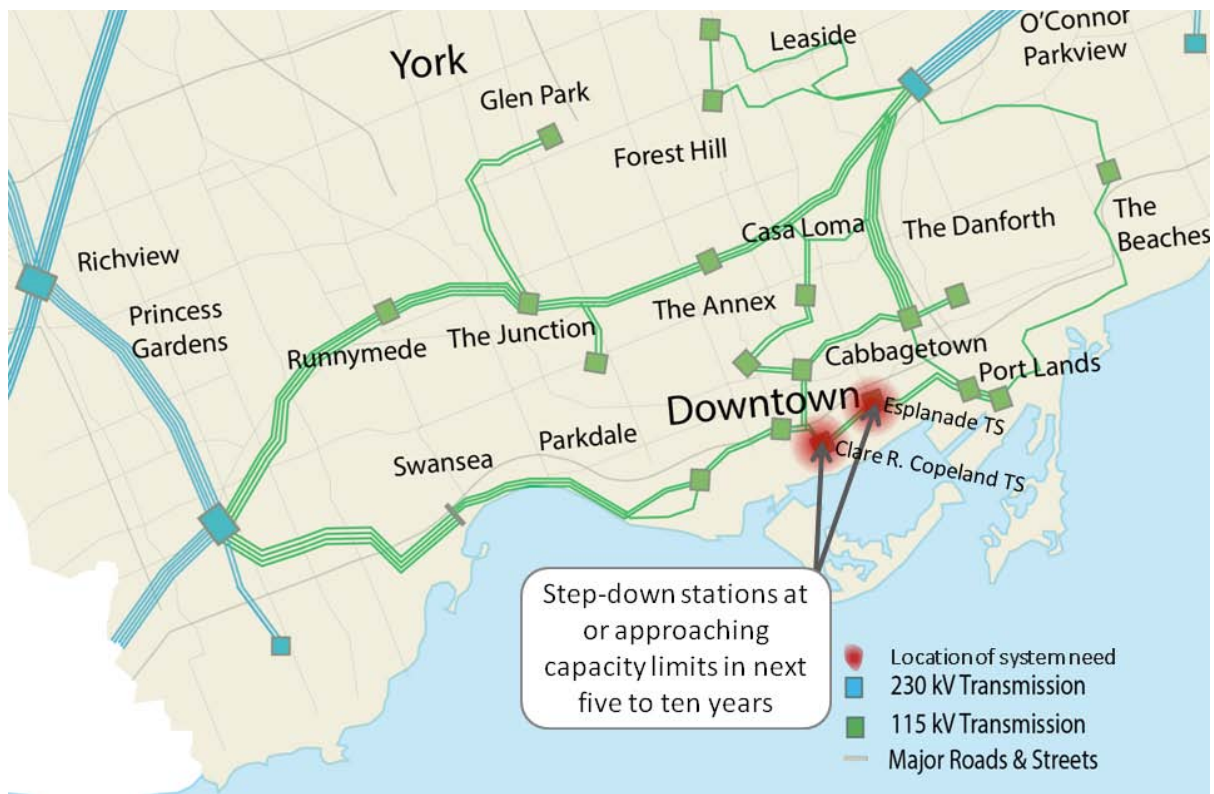 York
Glen Park
Leaside
O'Connor
Parkview
Forest Hill
Casa Loma
The Danforth
The
Beaches
Richview
Princess
Gardens
Runnymede
The Junction
The Annex
Cabbagetown
Port Lands
Downtown
Esplanade TS
Clare R. Copeland TS
Parkdale
Swansea
Step-down stations at
or approaching
capacity limits in next
five to ten years
Location of system need
230 kV Transmission
115 kV Transmission
Major Roads & Streets